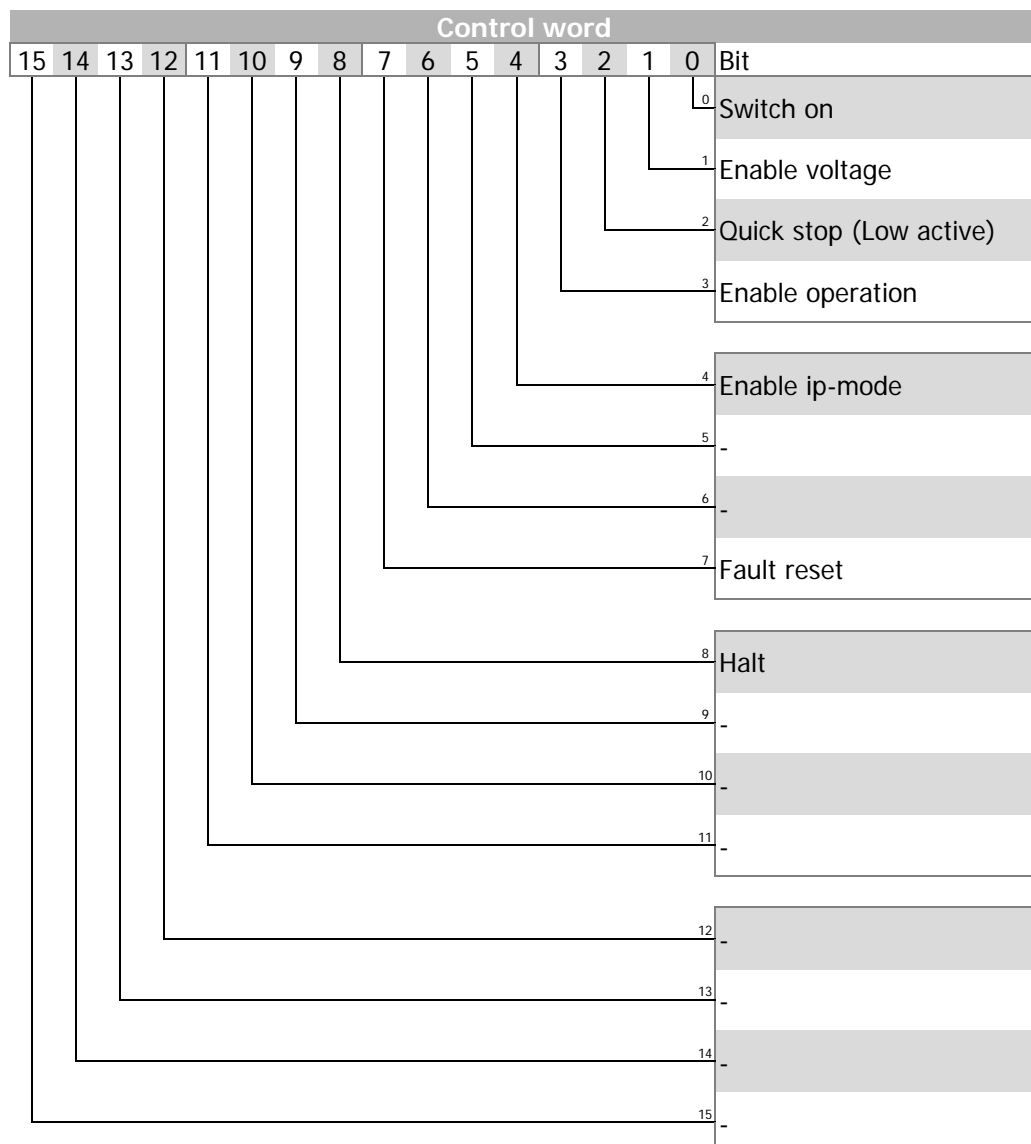 Control word
15 14 13 12 11 10 9 8 7 6 5 4 3 2 1 0 Bit
0 Switch on
1 Enable voltage
2 Quick stop (Low active)
3 Enable operation
4 Enable ip-mode
5 -
6 -
7 Fault reset
8 Halt
9 -
10 -
11 -
12 -
13 -
14 -
15 -